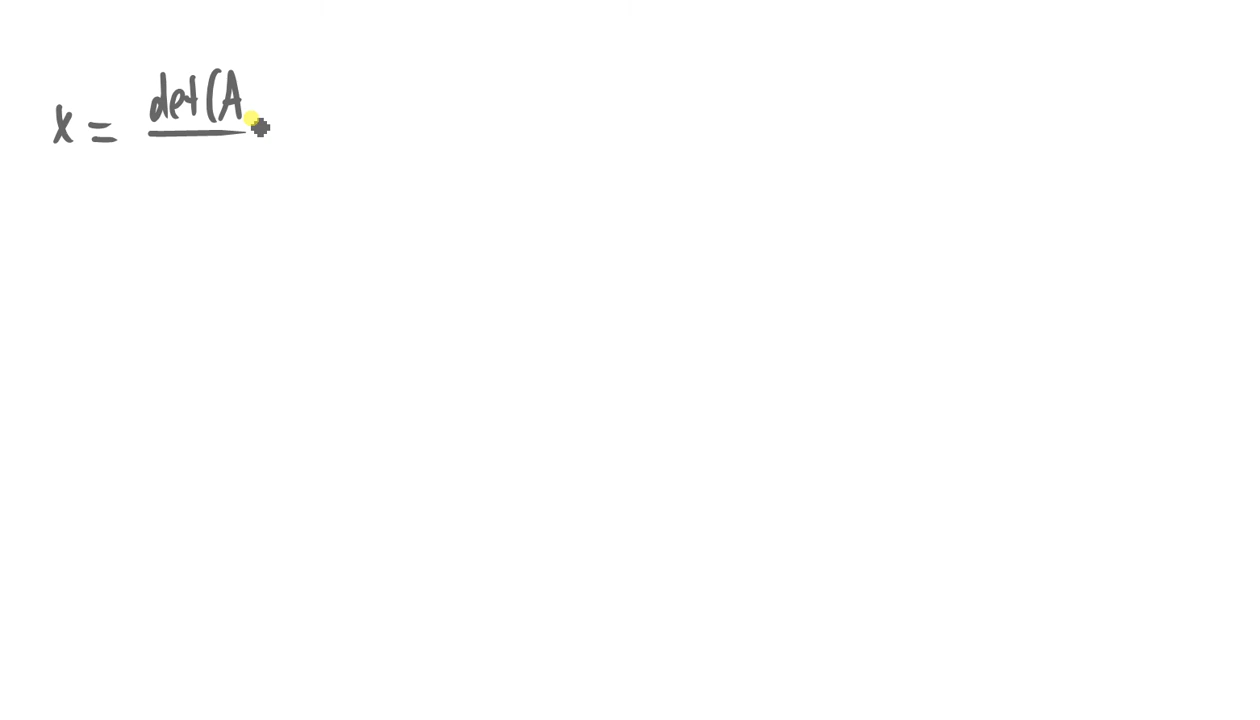 x = det(A